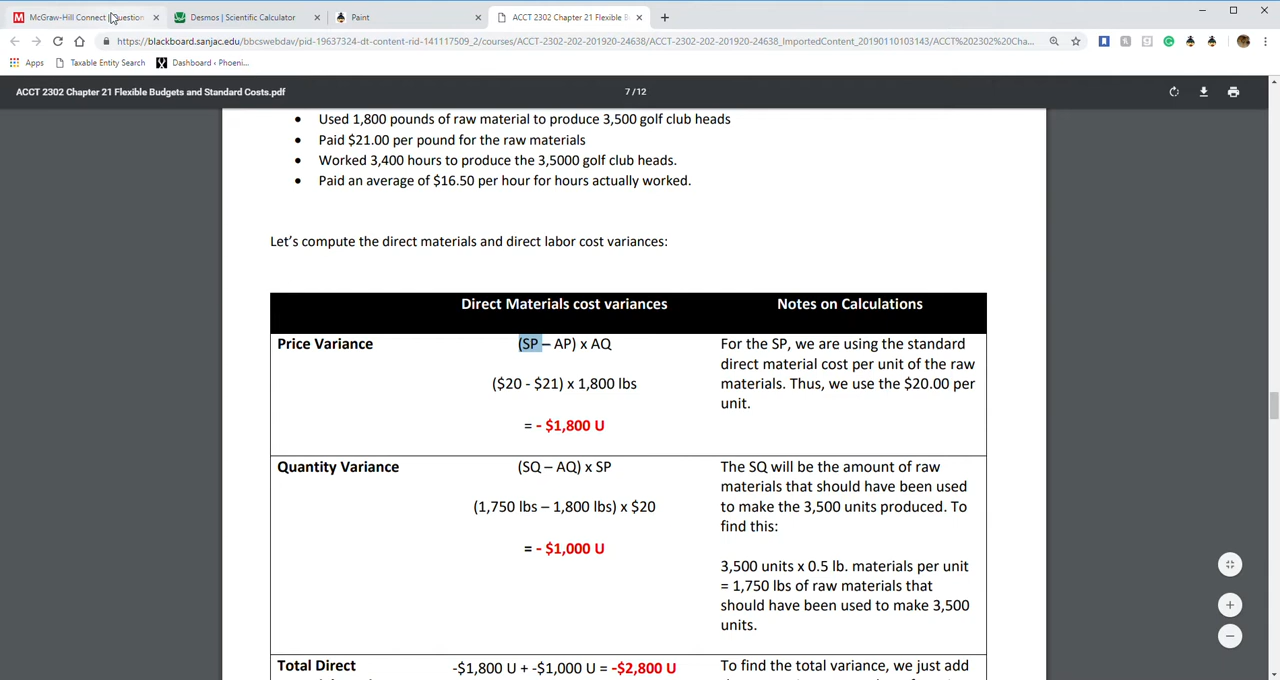 McGraw-Hill Connect | Question
Desmos | Scientific Calculator
Paint
ACCT 2302 Chapter 21 Flexible B
https://blackboard.sanjac.edu/bbcswebdav/pid-19637324-dt-content-rid-141117509_2/courses/ACCT-2302-202-201920-24638/ACCT-2302-202-201920-24638_ImportedContent_20190110103143/ACCT%202302%20Cha...
Apps
Taxable Entity Search
Dashboard ‹ Phoeni...
ACCT 2302 Chapter 21 Flexible Budgets and Standard Costs.pdf
7 / 12
• Used 1,800 pounds of raw material to produce 3,500 golf club heads
• Paid $21.00 per pound for the raw materials
• Worked 3,400 hours to produce the 3,5000 golf club heads.
• Paid an average of $16.50 per hour for hours actually worked.
Let's compute the direct materials and direct labor cost variances:
Direct Materials cost variances
Notes on Calculations
Price Variance
(SP – AP) x AQ
($20 - $21) x 1,800 lbs
= - $1,800 U
For the SP, we are using the standard
direct material cost per unit of the raw
materials. Thus, we use the $20.00 per
unit.
Quantity Variance
(SQ – AQ) x SP
(1,750 lbs – 1,800 lbs) x $20
= - $1,000 U
The SQ will be the amount of raw
materials that should have been used
to make the 3,500 units produced. To
find this:
3,500 units x 0.5 lb. materials per unit
= 1,750 lbs of raw materials that
should have been used to make 3,500
units.
Total Direct
-$1,800 U + -$1,000 U = -$2,800 U
To find the total variance, we just add